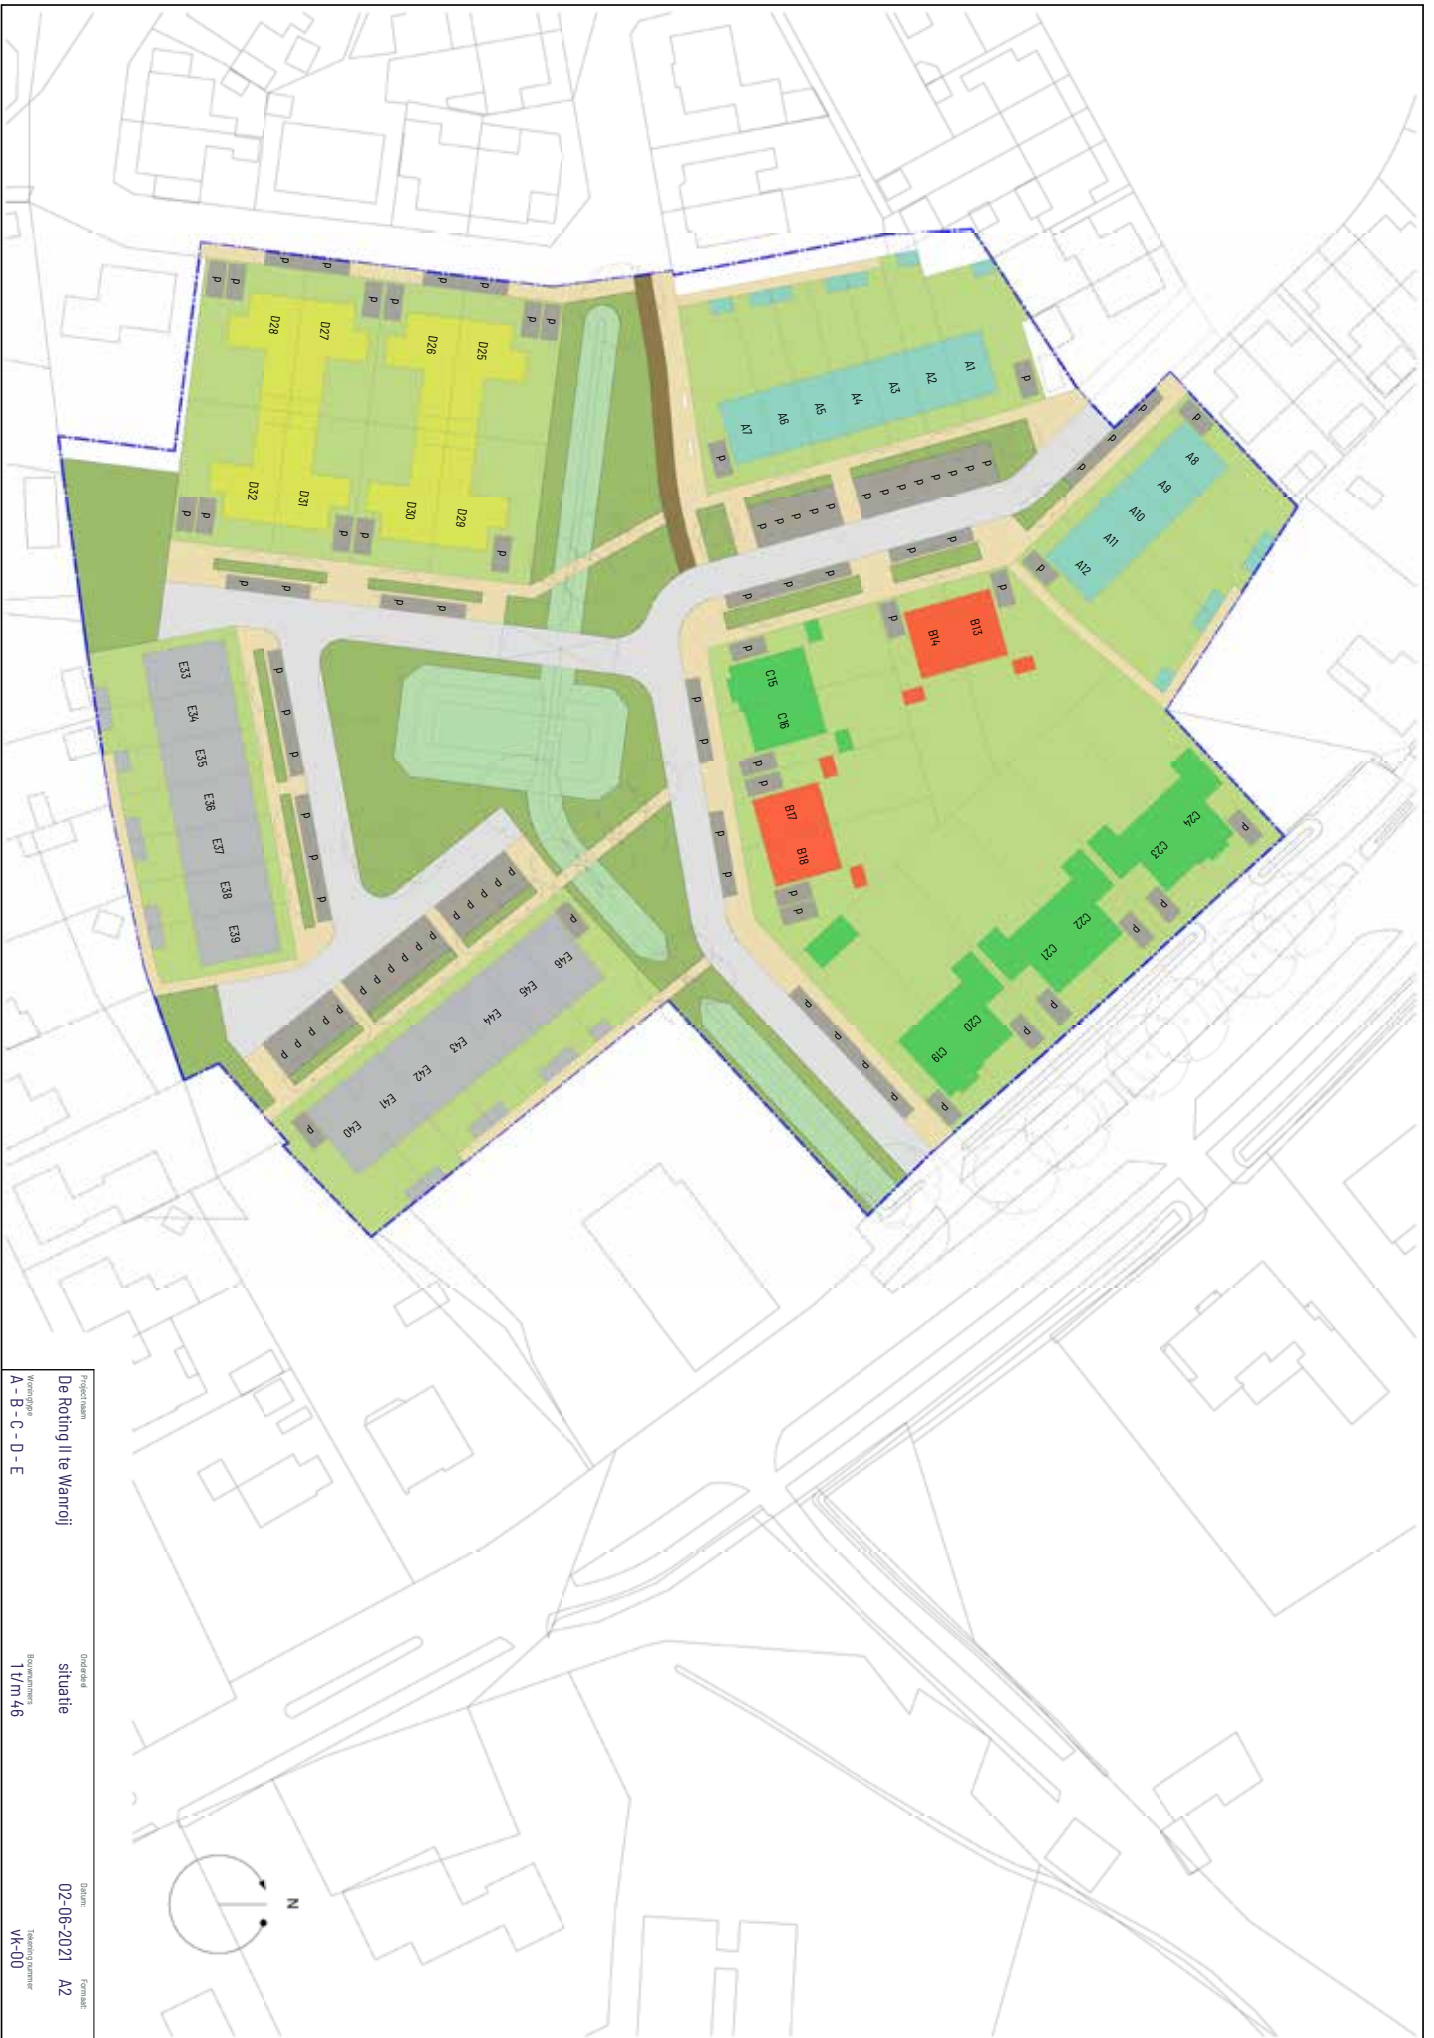 p p
p p
p p
p p
p p
p p
D28 D27
D26 D25
D32 D31
D30 D29
p p
p p
p
p p
p p
A1
A2
A3
A4
A5
A6
A7
p
p
p p p p p p p
p p p p p
p p p
p
A8
A9
A10
A11
A12
p
p p
p p p
p
p
B13
B14
p
C15
C16
p p
p
p
B17
B18
p p
p
p
C24
C23
C22
C21
C20
C19
p
p
p
p
p
p
p
p
p
p
E33
E34
E35
E36
E37
E38
E39
p p p
p p p
p p p p p
p p p p p p
p p p p p
p
E46
E45
E44
E43
E42
E41
E40
p
N
Projectnaam
De Roting II te Wanroij
Onderdeel
situatie
Datum:
02-06-2021
Formaat:
A2
Woningtype
A - B - C - D - E
Bouwnummers
1 t/m 46
Tekening nummer
vk-00